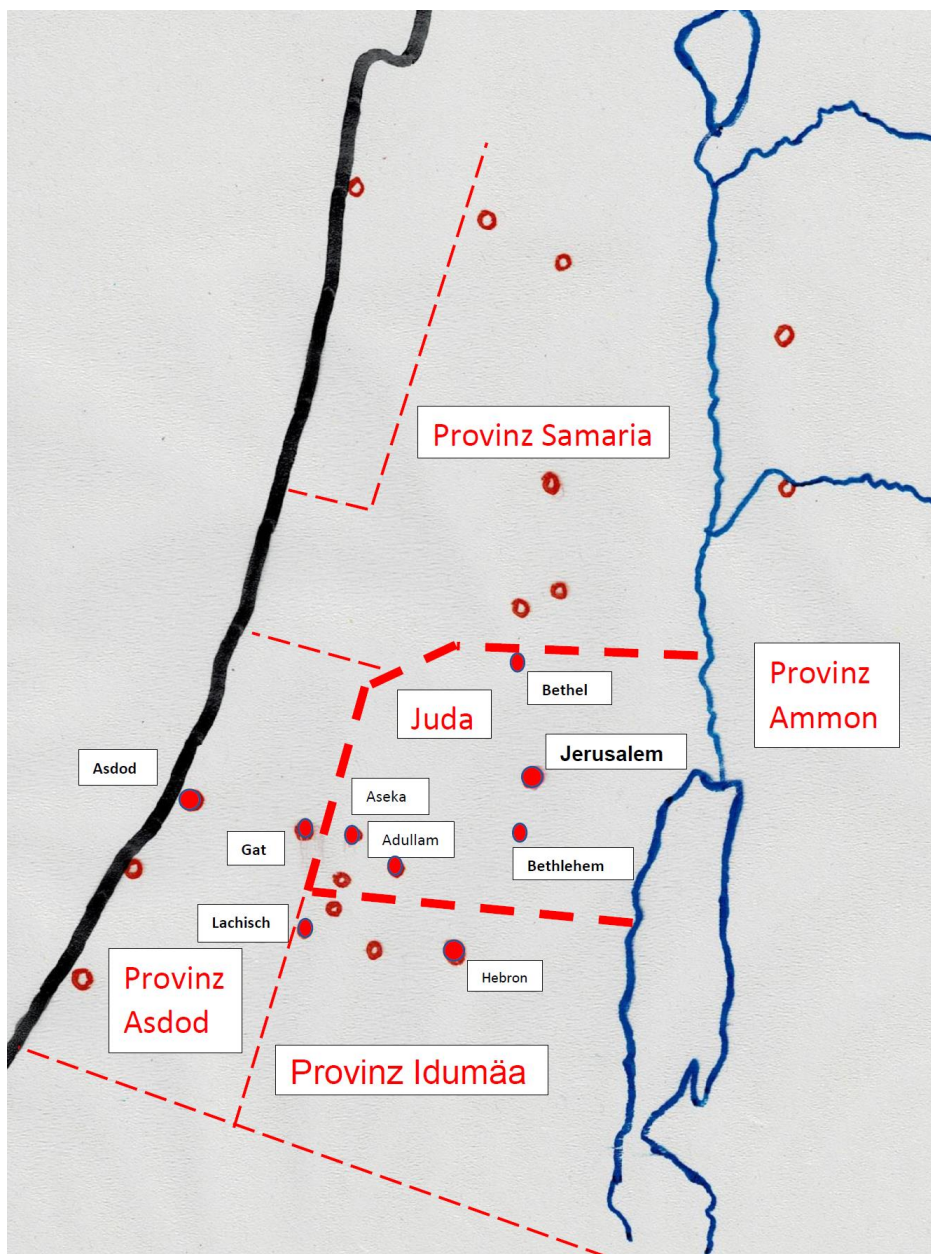 Provinz Samaria
Juda
Bethel
Provinz
Ammon
Jerusalem
Asdod
Aseka
Gat
Adullam
Bethlehem
Lachisch
Provinz
Asdod
Hebron
Provinz Idumäa